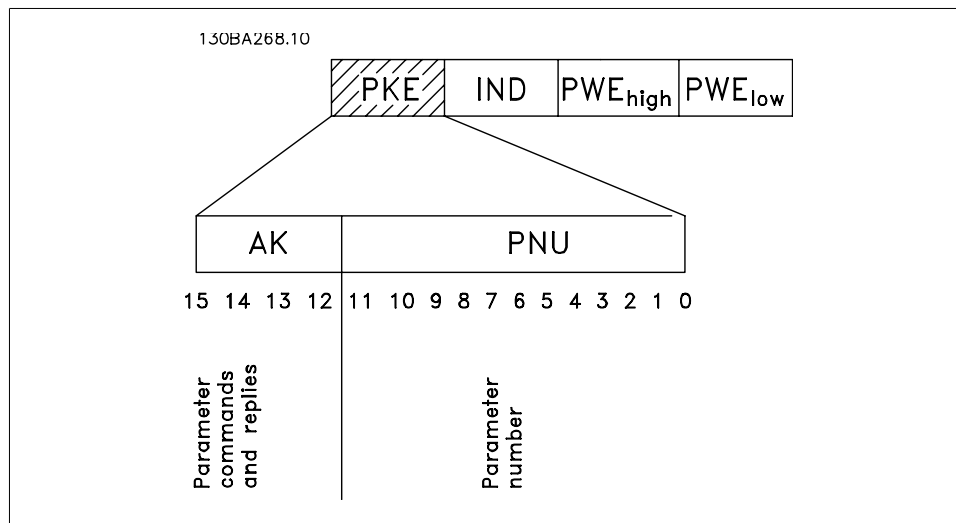 130BA268.10
PKE IND PWEhigh PWElow
AK PNU
15 14 13 12 11 10 9 8 7 6 5 4 3 2 1 0
Parameter
commands
and replies
Parameter
number